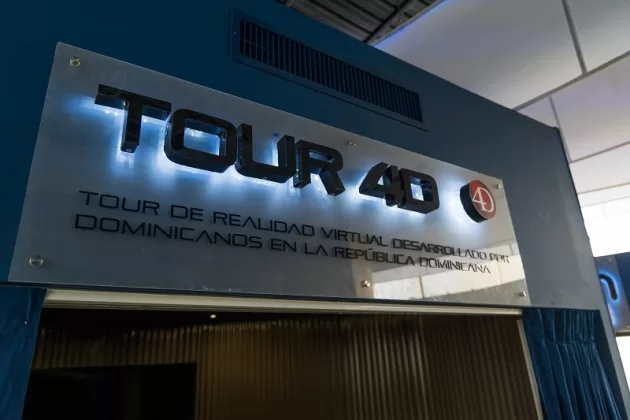 TOUR 4D
4D
TOUR DE REALIDAD VIRTUAL DESARROLLADO POR
DOMINICANOS EN LA REPÚBLICA DOMINICANA